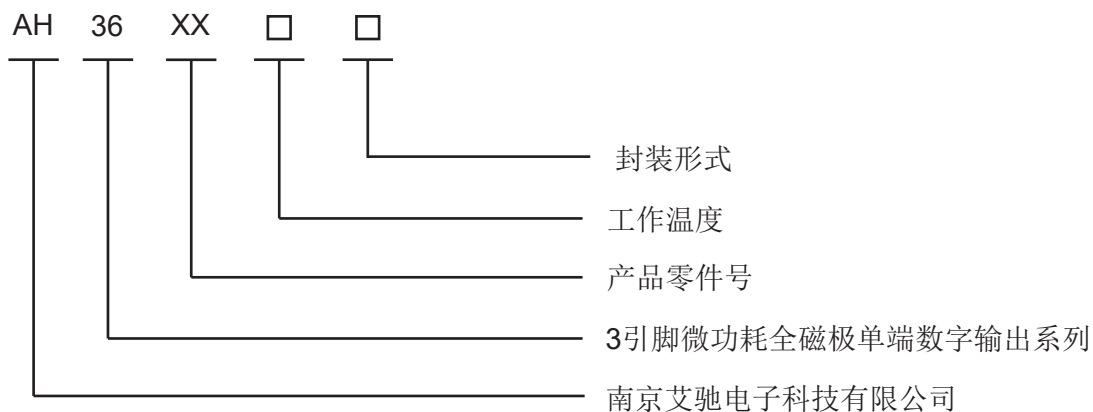 AH 36 XX □ □
封装形式
工作温度
产品零件号
3引脚微功耗全磁极单端数字输出系列
南京艾驰电子科技有限公司